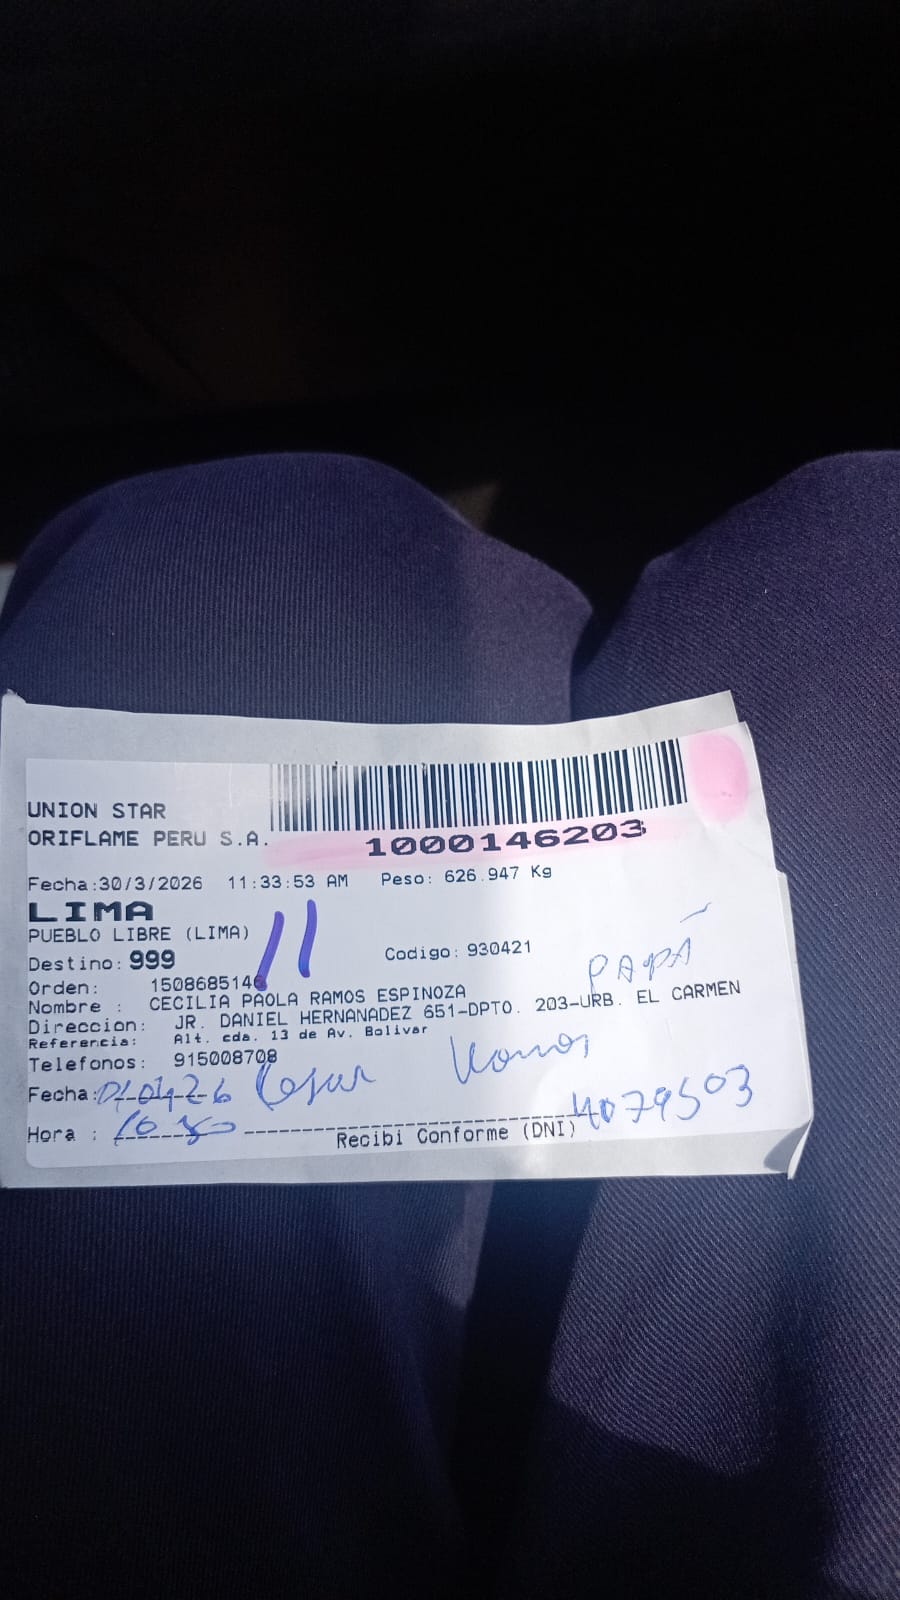 UNION STAR
ORIFLAME PERU S.A.
1000146203
Fecha:30/3/2026 11:33:53 AM Peso: 626.947 Kg
LIMA
PUEBLO LIBRE (LIMA)
11
Destino: 999 Codigo: 930421
PAPÁ
Orden: 1508685146
Nombre : CECILIA PAOLA RAMOS ESPINOZA
Direccion: JR. DANIEL HERNANADEZ 651-DPTO. 203-URB. EL CARMEN
Referencia: Alt. cda. 13 de Av. Bolivar
Telefonos: 915008708
Fecha: 01-04-26 Cesar
Hora : 10:30 Recibi Conforme (DNI) 4079503